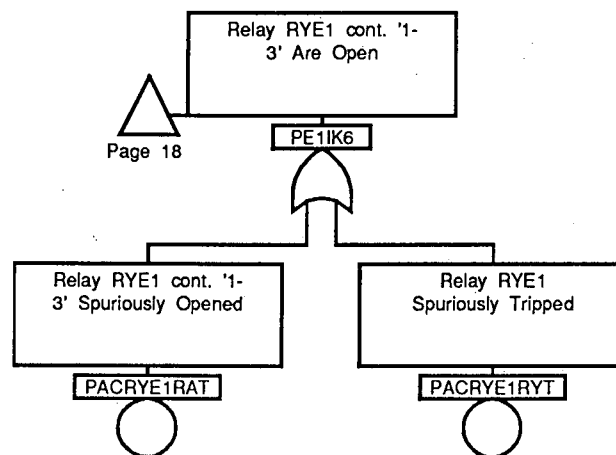 Relay RYE1 cont. '1-
3' Are Open
Page 18
PE1IK6
Relay RYE1 cont. '1-
3' Spuriously Opened
Relay RYE1
Spuriously Tripped
PACRYE1RAT
PACRYE1RYT